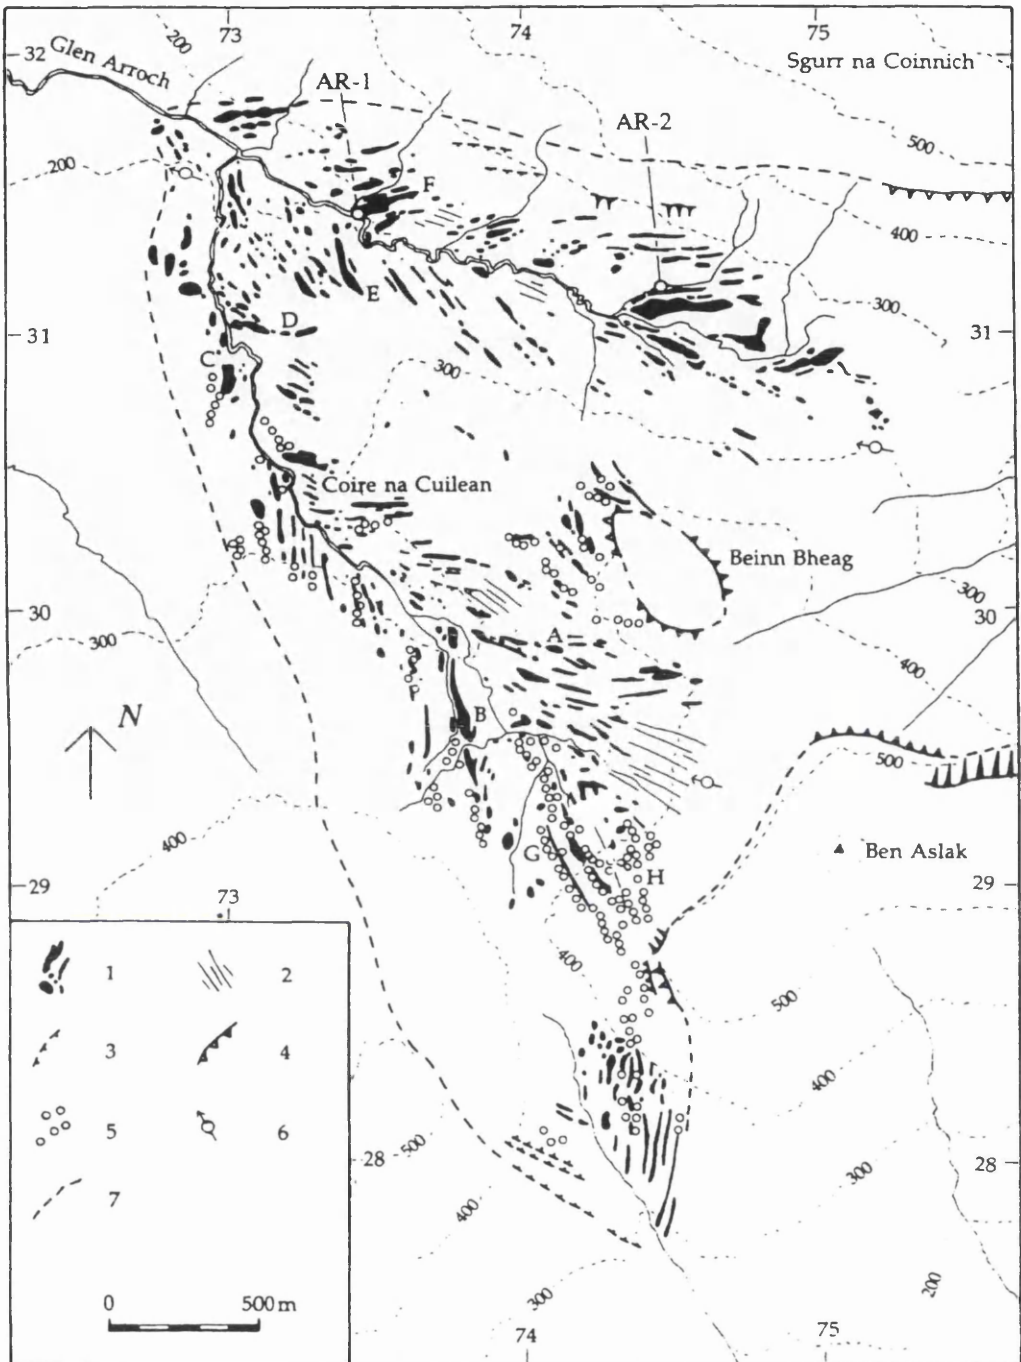 73
74
75
32
Glen Arroch
200
Sgurr na Coinnich
AR-1
AR-2
500
200
F
400
E
300
D
31
31
C
300
Coire na Cuilean
Beinn Bheag
30
300
30
A
300
400
B
N
500
400
Ben Aslak
G
H
29
29
73
1
2
400
500
3
4
400
5
6
500
28
28
7
300
400
0
500 m
300
200
74
75